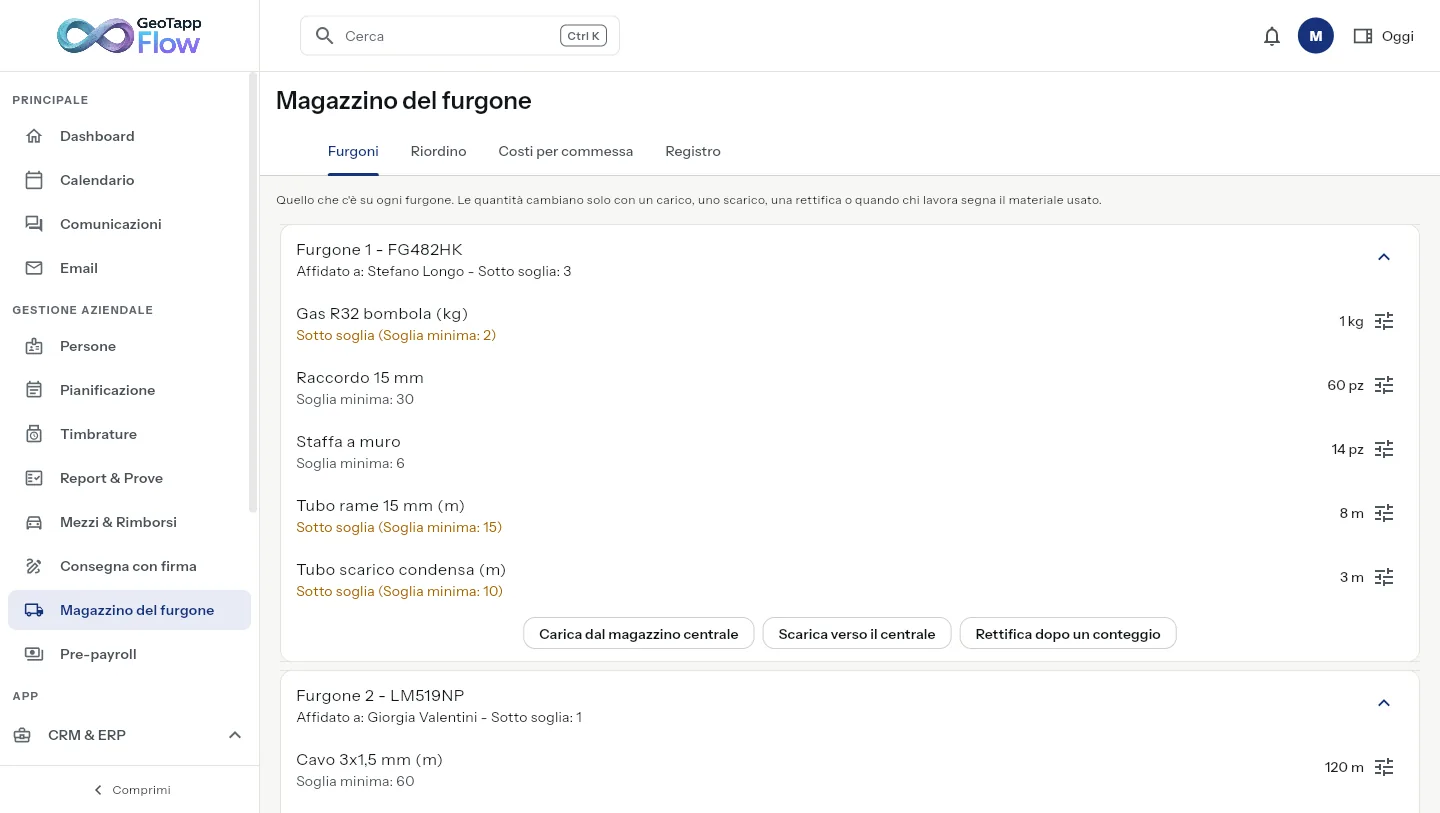 GeoTapp
Flow
Cerca
Ctrl K
M
Oggi
PRINCIPALE
Dashboard
Calendario
Comunicazioni
Email
GESTIONE AZIENDALE
Persone
Pianificazione
Timbrature
Report & Prove
Mezzi & Rimborsi
Consegna con firma
Magazzino del furgone
Pre-payroll
APP
CRM & ERP
Comprimi
Magazzino del furgone
Furgoni
Riordino
Costi per commessa
Registro
Quello che c'è su ogni furgone. Le quantità cambiano solo con un carico, uno scarico, una rettifica o quando chi lavora segna il materiale usato.
Furgone 1 - FG482HK
Affidato a: Stefano Longo - Sotto soglia: 3
Gas R32 bombola (kg)
Sotto soglia (Soglia minima: 2)
1 kg
Raccordo 15 mm
Soglia minima: 30
60 pz
Staffa a muro
Soglia minima: 6
14 pz
Tubo rame 15 mm (m)
Sotto soglia (Soglia minima: 15)
8 m
Tubo scarico condensa (m)
Sotto soglia (Soglia minima: 10)
3 m
Carica dal magazzino centrale
Scarica verso il centrale
Rettifica dopo un conteggio
Furgone 2 - LM519NP
Affidato a: Giorgia Valentini - Sotto soglia: 1
Cavo 3x1,5 mm (m)
Soglia minima: 60
120 m